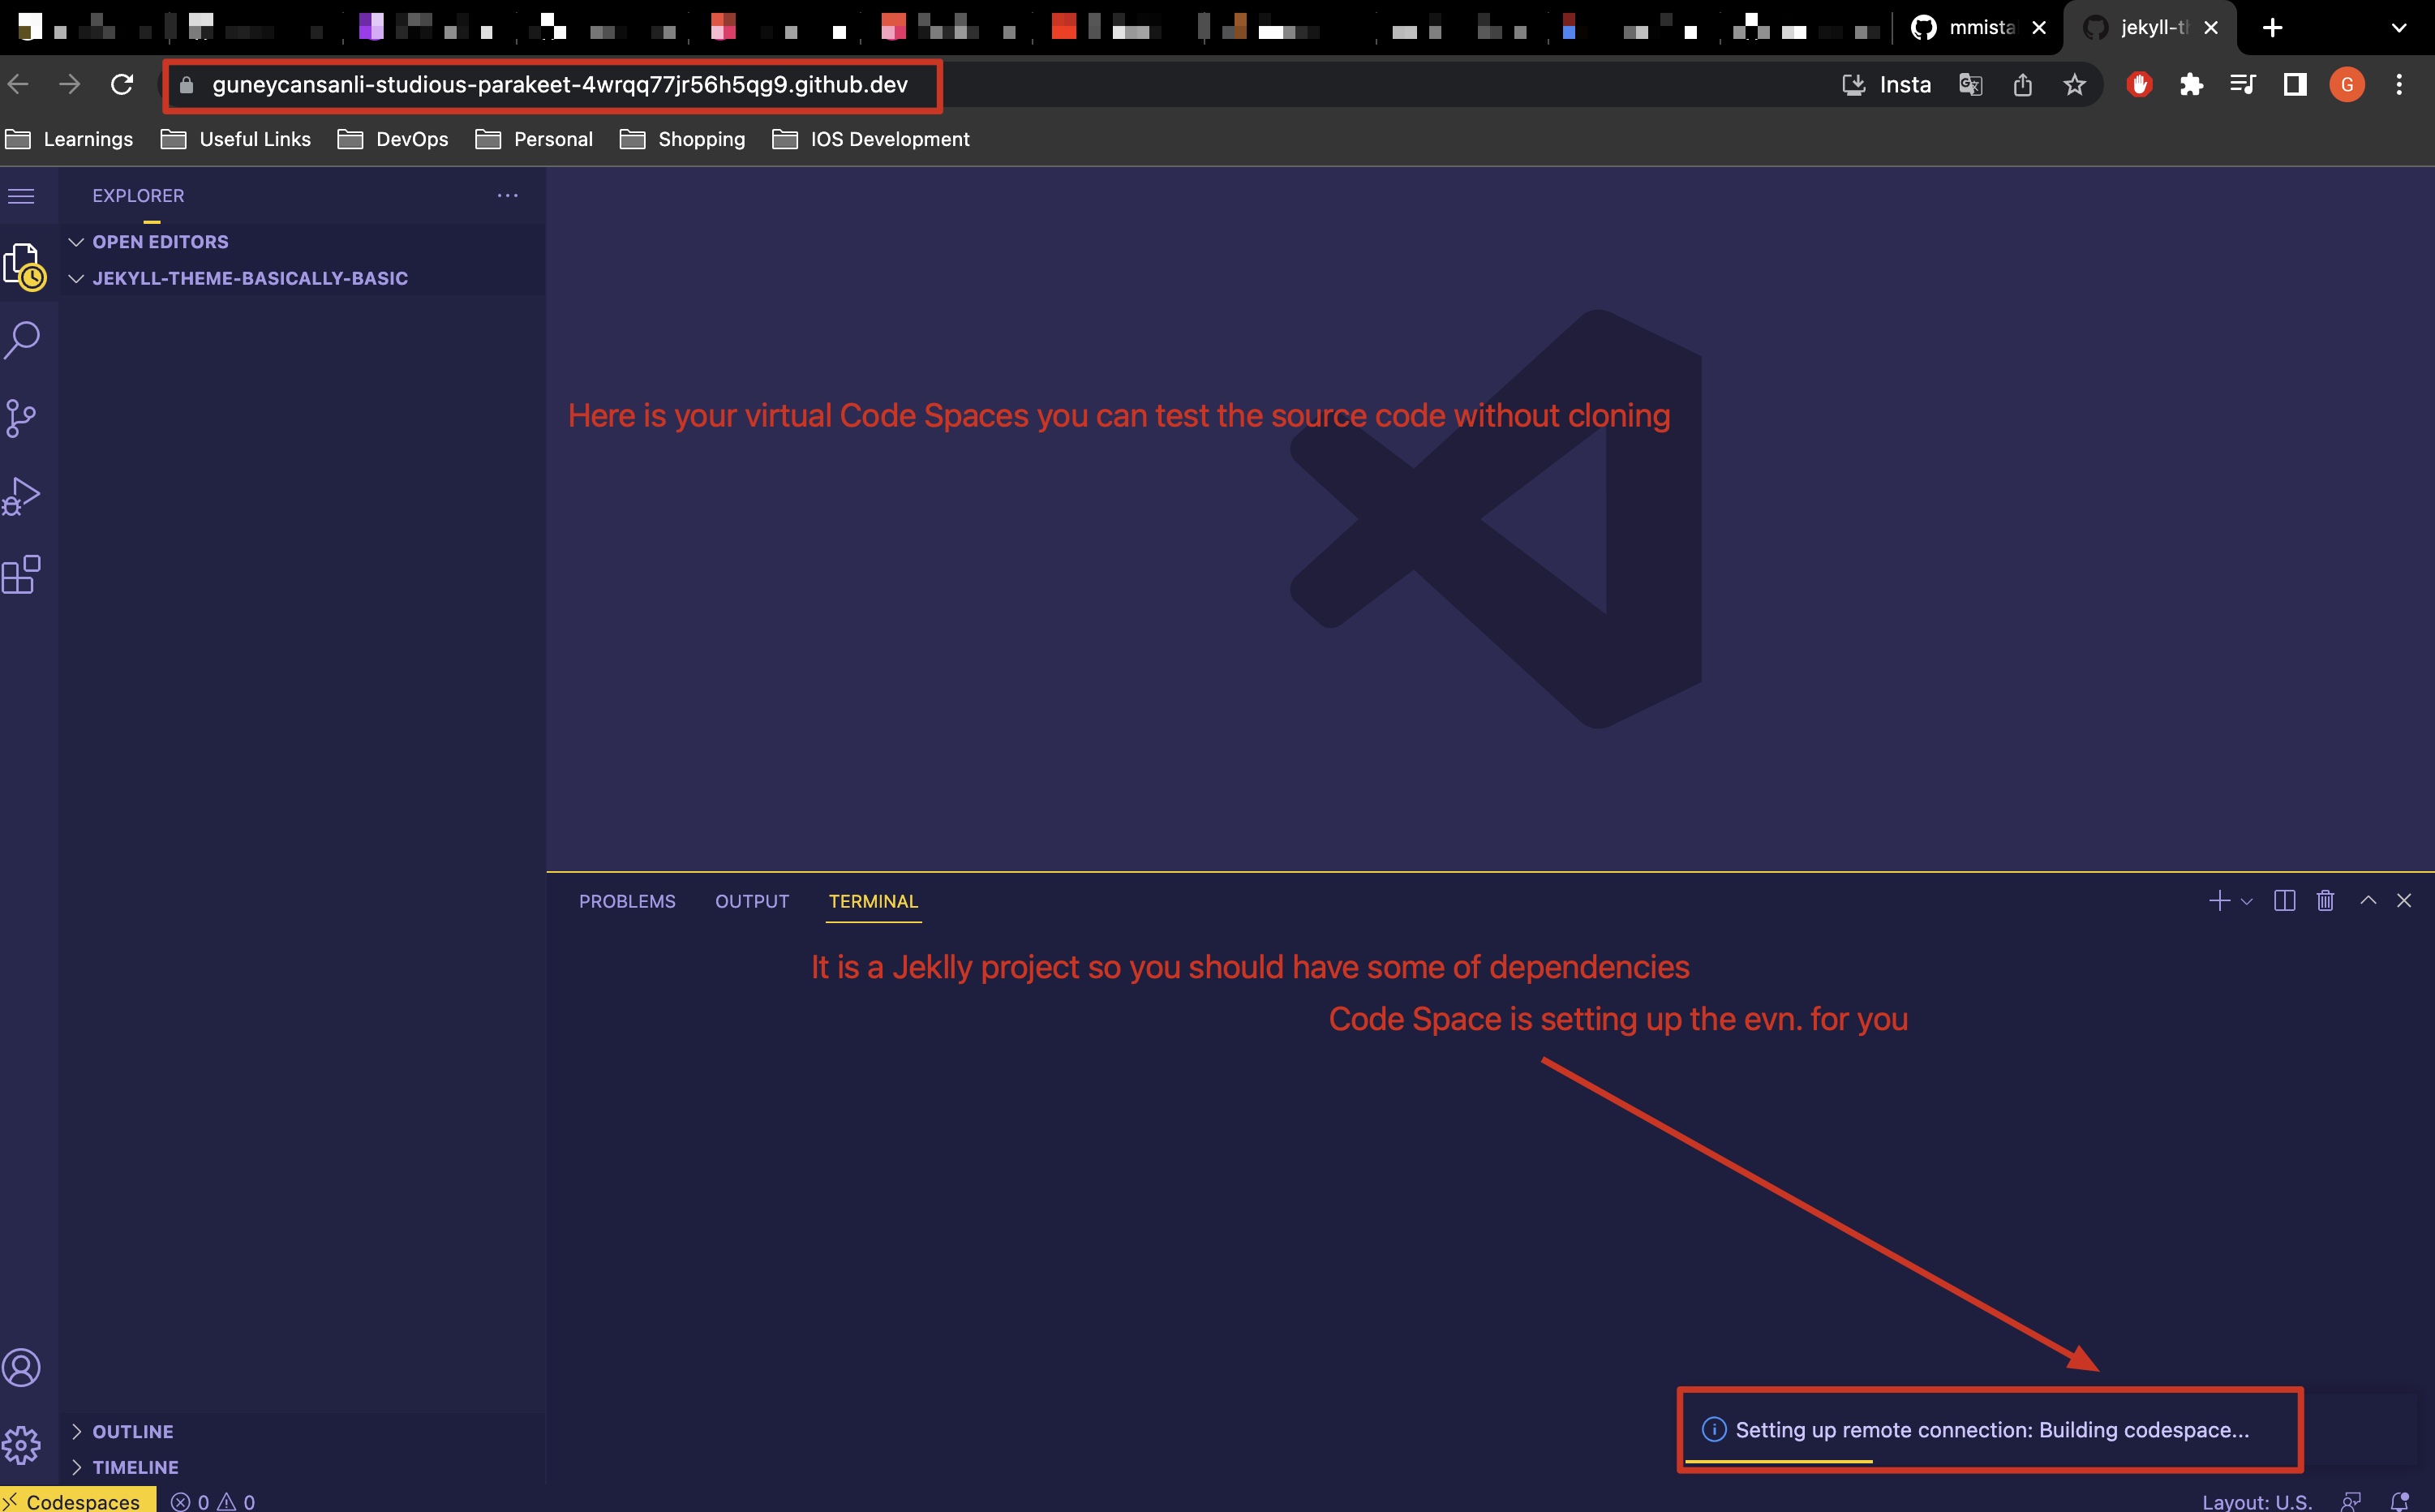 mmista
jekyll-th
guneycansanli-studious-parakeet-4wrqq77jr56h5qg9.github.dev
Insta
G
Learnings
Useful Links
DevOps
Personal
Shopping
IOS Development
EXPLORER
OPEN EDITORS
JEKYLL-THEME-BASICALLY-BASIC
Here is your virtual Code Spaces you can test the source code without cloning
PROBLEMS
OUTPUT
TERMINAL
It is a Jeklly project so you should have some of dependencies
Code Space is setting up the evn. for you
Setting up remote connection: Building codespace...
OUTLINE
TIMELINE
Codespaces
0
0
Layout: U.S.